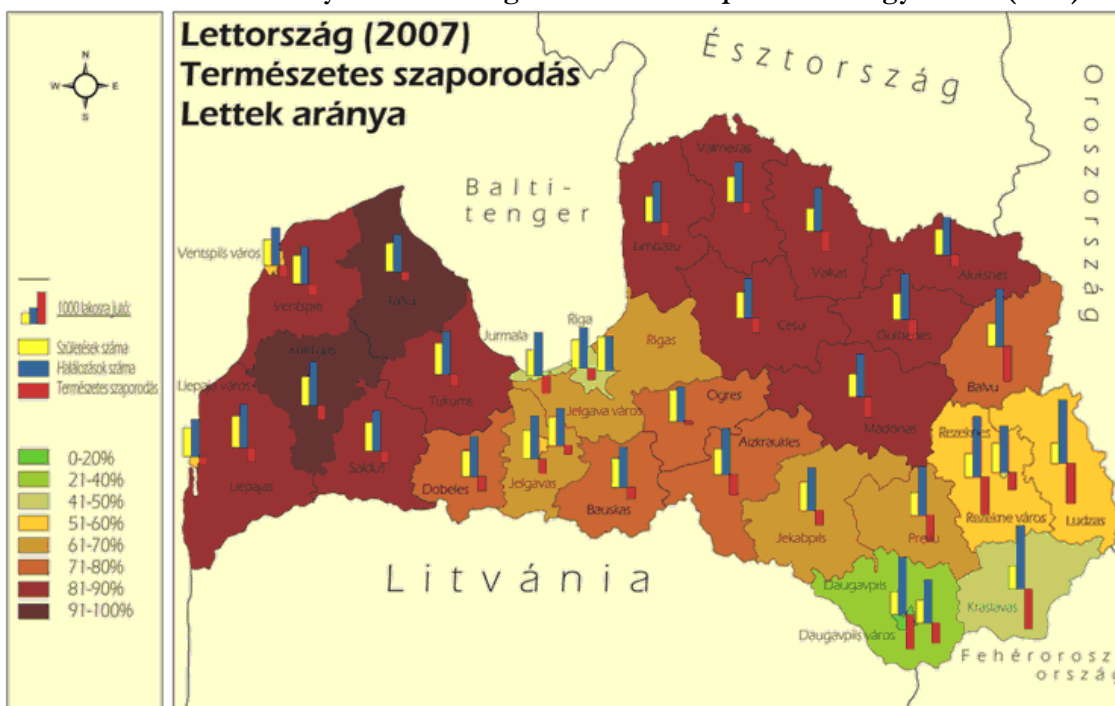 Lettország (2007)
Természetes szaporodás
Lettek aránya
N
W
E
S
Észtország
Oroszország
Balti-
tenger
Litvánia
Fehérorosz-
ország
1000 lakosra jutó:
Születések száma
Halálozások száma
Természetes szaporodás
0-20%
21-40%
41-50%
51-60%
61-70%
71-80%
81-90%
91-100%
Ventspils város
Ventspils
Talsu
Liepaja város
Liepajas
Saldus
Tukums
Jurmala
Riga
Rigas
Jelgava város
Jelgavas
Dobeles
Bauskas
Ogres
Aizkraukles
Jekabpils
Preilu
Limbazu
Valmieras
Valkas
Cesu
Aluksnes
Gulbenes
Madonas
Balvu
Rezeknes
Rezekne város
Ludzas
Daugavpils
Daugavpils város
Kraslavas